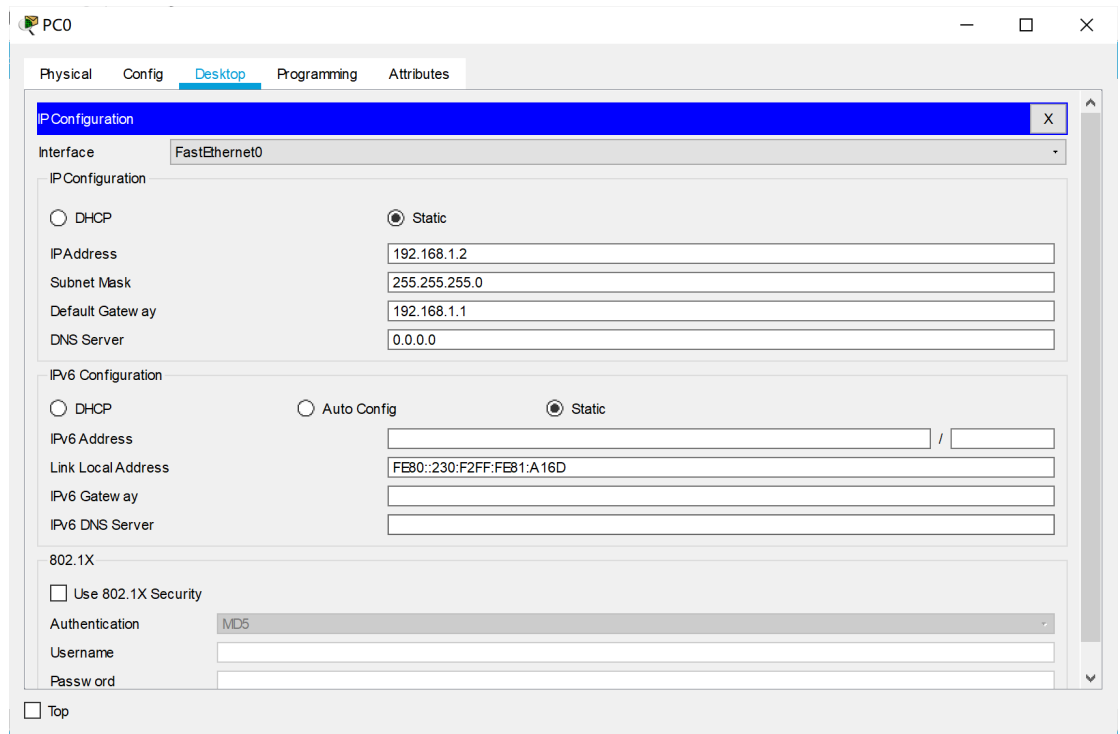 PC0
Physical Config Desktop Programming Attributes
IP Configuration X
Interface FastEthernet0
IP Configuration
DHCP Static
IP Address 192.168.1.2
Subnet Mask 255.255.255.0
Default Gateway 192.168.1.1
DNS Server 0.0.0.0
IPv6 Configuration
DHCP Auto Config Static
IPv6 Address /
Link Local Address FE80::230:F2FF:FE81:A16D
IPv6 Gateway
IPv6 DNS Server
802.1X
Use 802.1X Security
Authentication MD5
Username
Password
Top